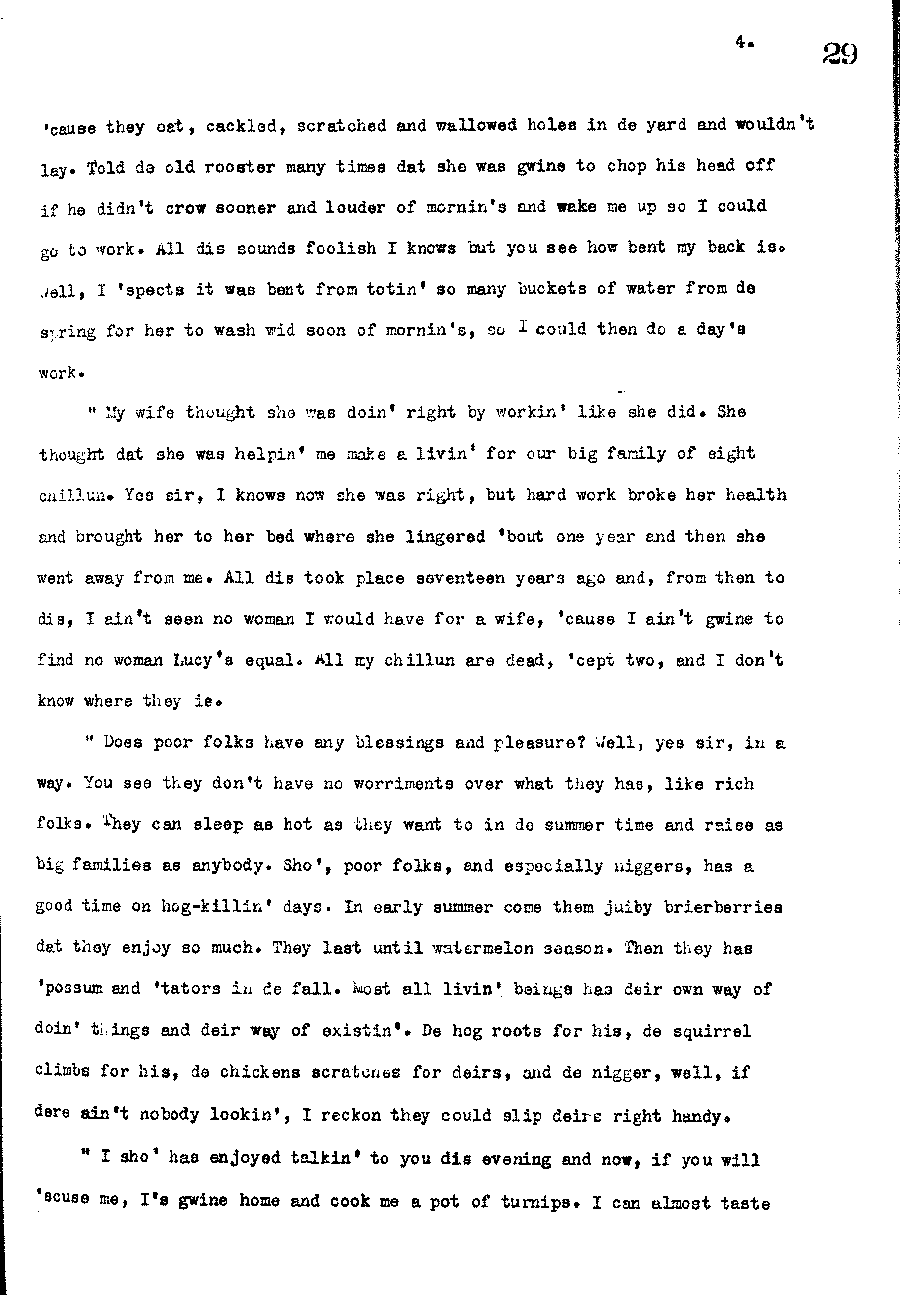 4.
29
'cause they eat, cackled, scratched and wallowed holes in de yard and wouldn't
lay. Told de old rooster many times dat she was gwine to chop his head off
if he didn't crow sooner and louder of mornin's and wake me up so I could
go to work. All dis sounds foolish I knows but you see how bent my back is.
Well, I 'spects it was bent from totin' so many buckets of water from de
spring for her to wash wid soon of mornin's, so I could then do a day's
work.
" My wife thought she was doin' right by workin' like she did. She
thought dat she was helpin' me make a livin' for our big family of eight
chillun. Yes sir, I knows now she was right, but hard work broke her health
and brought her to her bed where she lingered 'bout one year and then she
went away from me. All dis took place seventeen years ago and, from then to
dis, I ain't seen no woman I would have for a wife, 'cause I ain't gwine to
find no woman Lucy's equal. All my chillun are dead, 'cept two, and I don't
know where they is.
" Does poor folks have any blessings and pleasure? Well, yes sir, in a
way. You see they don't have no worriments over what they has, like rich
folks. They can sleep as hot as they want to in de summer time and raise as
big families as anybody. Sho', poor folks, and especially niggers, has a
good time on hog-killin' days. In early summer come them juiby brierberries
dat they enjoy so much. They last until watermelon season. Then they has
'possum and 'tators in de fall. Most all livin' beings has deir own way of
doin' things and deir way of existin'. De hog roots for his, de squirrel
climbs for his, de chickens scratches for deirs, and de nigger, well, if
dere ain't nobody lookin', I reckon they could slip deirs right handy.
" I sho' has enjoyed talkin' to you dis evening and now, if you will
'scuse me, I's gwine home and cook me a pot of turnips. I can almost taste